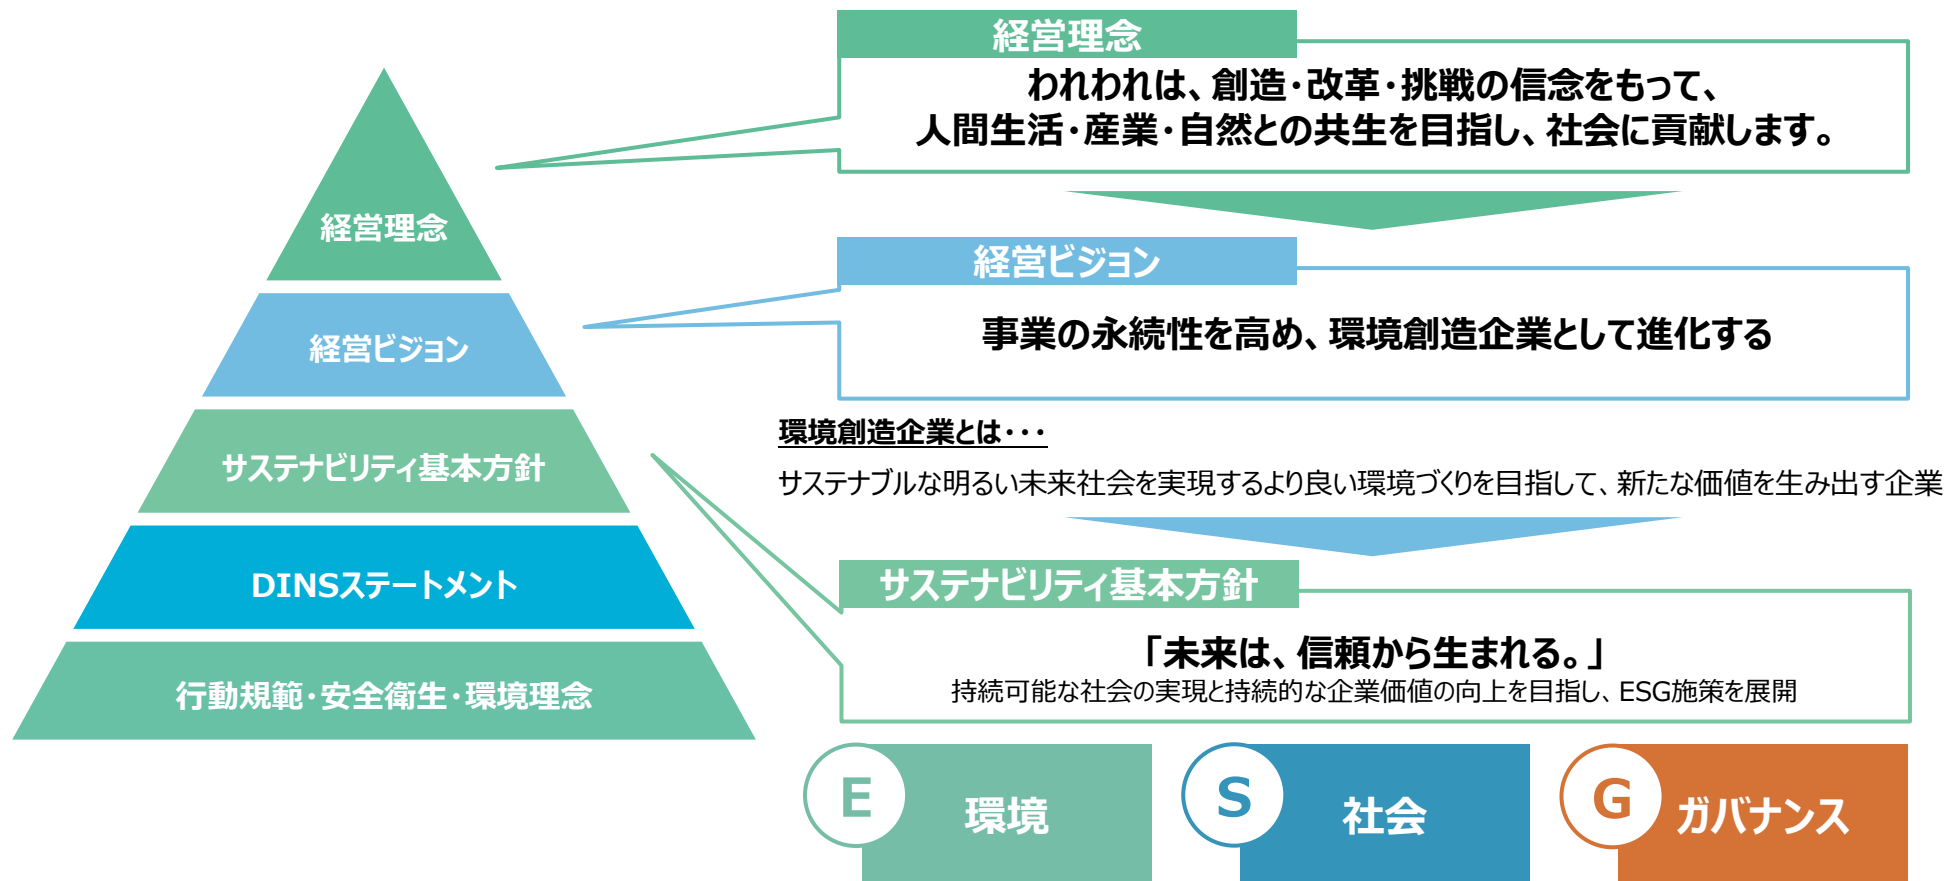 経営理念
経営ビジョン
サステナビリティ基本方針
DINSステートメント
行動規範・安全衛生・環境理念
経営理念
われわれは、創造・改革・挑戦の信念をもって、
人間生活・産業・自然との共生を目指し、社会に貢献します。
経営ビジョン
事業の永続性を高め、環境創造企業として進化する
環境創造企業とは・・・
サステナブルな明るい未来社会を実現するより良い環境づくりを目指して、新たな価値を生み出す企業
サステナビリティ基本方針
「未来は、信頼から生まれる。」
持続可能な社会の実現と持続的な企業価値の向上を目指し、ESG施策を展開
E 環境
S 社会
G ガバナンス